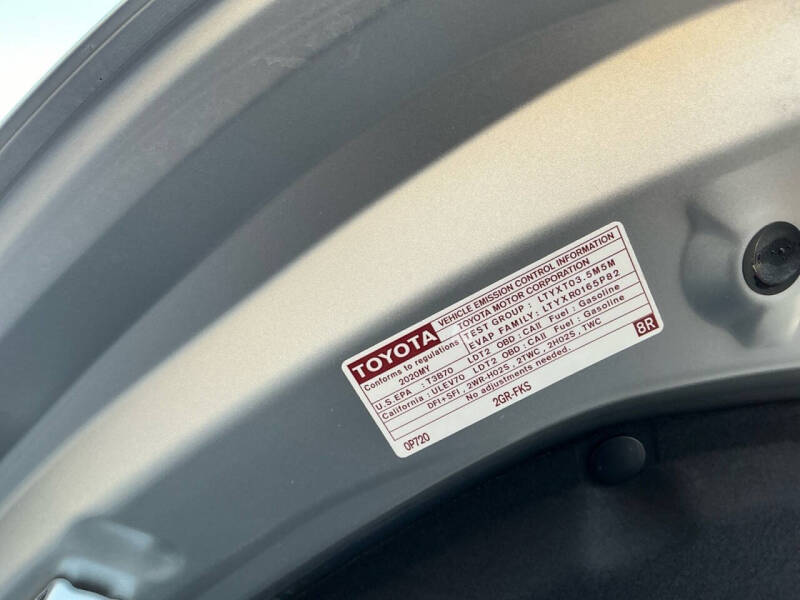 VEHICLE EMISSION CONTROL INFORMATION
TOYOTA TOYOTA MOTOR CORPORATION
Conforms to regulations TEST GROUP : LTYXT03.5M5M
2020MY EVAP FAMILY: LTYXR0165P82
U.S.EPA : T3B70 LDT2 OBD :CAⅡ Fuel : Gasoline
California : ULEV70 LDT2 OBD :CAⅡ Fuel : Gasoline
DFI+SFI , 2WR-HO2S , 2TWC , 2HO2S , TWC
No adjustments needed. 8R
0P720 2GR-FKS